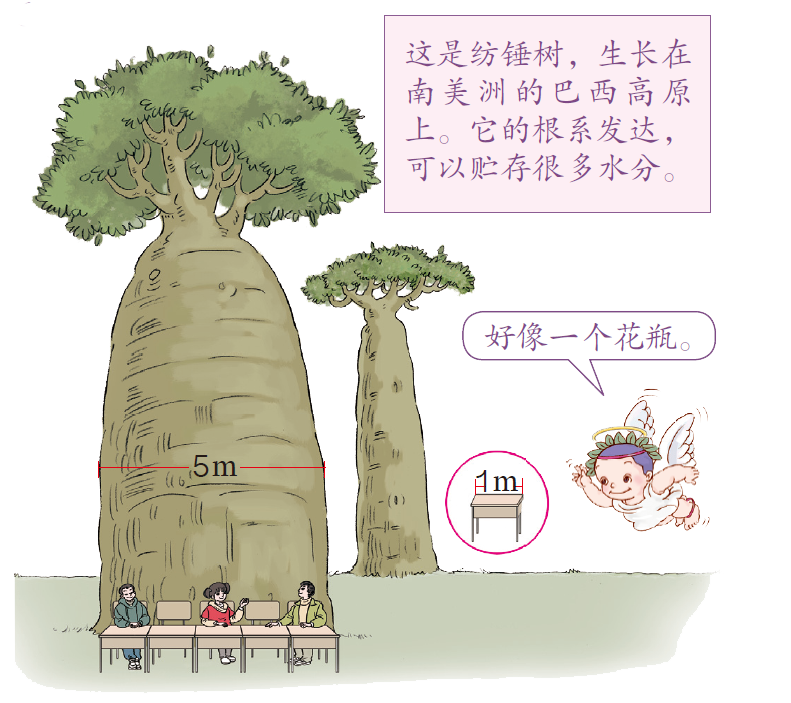 这是纺锤树，生长在
南美洲的巴西高原
上。它的根系发达，
可以贮存很多水分。
好像一个花瓶。
5m
1m